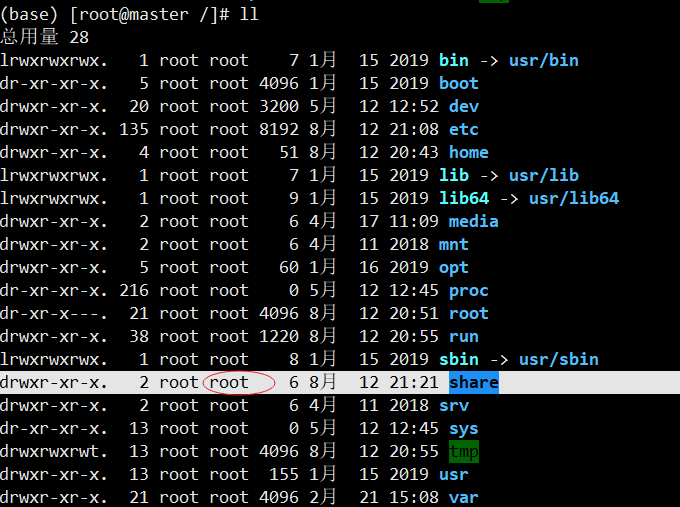 (base) [root@master /]# ll
总用量 28
lrwxrwxrwx.   1 root root    7 1月  15 2019 bin -> usr/bin
dr-xr-xr-x.   5 root root 4096 1月  15 2019 boot
drwxr-xr-x.  20 root root 3200 5月  12 12:52 dev
drwxr-xr-x. 135 root root 8192 8月  12 21:08 etc
drwxr-xr-x.   4 root root   51 8月  12 20:43 home
lrwxrwxrwx.   1 root root    7 1月  15 2019 lib -> usr/lib
lrwxrwxrwx.   1 root root    9 1月  15 2019 lib64 -> usr/lib64
drwxr-xr-x.   2 root root    6 4月  17 11:09 media
drwxr-xr-x.   2 root root    6 4月  11 2018 mnt
drwxr-xr-x.   5 root root   60 1月  16 2019 opt
dr-xr-xr-x. 216 root root    0 5月  12 12:45 proc
dr-xr-x---.  21 root root 4096 8月  12 20:51 root
drwxr-xr-x.  38 root root 1220 8月  12 20:55 run
lrwxrwxrwx.   1 root root    8 1月  15 2019 sbin -> usr/sbin
drwxr-xr-x.   2 root root    6 8月  12 21:21 share
drwxr-xr-x.   2 root root    6 4月  11 2018 srv
dr-xr-xr-x.  13 root root    0 5月  12 12:45 sys
drwxrwxrwt.  13 root root 4096 8月  12 20:55 tmp
drwxr-xr-x.  13 root root  155 1月  15 2019 usr
drwxr-xr-x.  21 root root 4096 2月  21 15:08 var